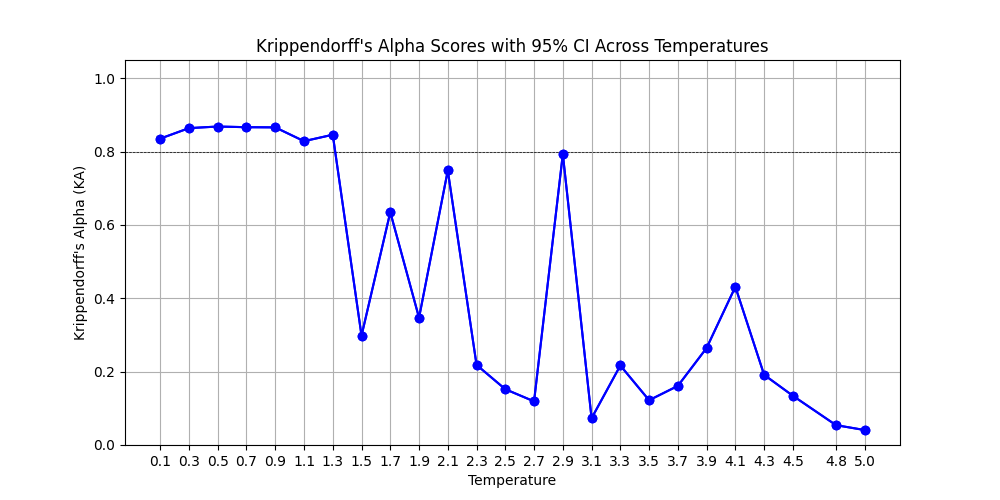 Krippendorff's Alpha Scores with 95% CI Across Temperatures
Krippendorff's Alpha (KA)
1.0
0.8
0.6
0.4
0.2
0.0
0.1 0.3 0.5 0.7 0.9 1.1 1.3 1.5 1.7 1.9 2.1 2.3 2.5 2.7 2.9 3.1 3.3 3.5 3.7 3.9 4.1 4.3 4.5 4.8 5.0
Temperature